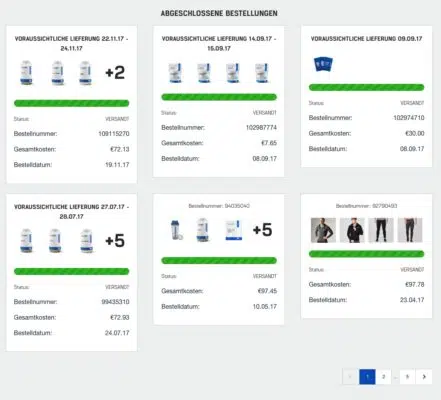 ABGESCHLOSSENE BESTELLUNGEN
VORAUSSICHTLICHE LIEFERUNG 22.11.17 -
24.11.17
+2
Status: VERSANDT
Bestellnummer: 109115270
Gesamtkosten: €72.13
Bestelldatum: 19.11.17
VORAUSSICHTLICHE LIEFERUNG 14.09.17 -
15.09.17
Status: VERSANDT
Bestellnummer: 102987774
Gesamtkosten: €7.65
Bestelldatum: 08.09.17
VORAUSSICHTLICHE LIEFERUNG 09.09.17
Status: VERSANDT
Bestellnummer: 102974710
Gesamtkosten: €30.00
Bestelldatum: 08.09.17
VORAUSSICHTLICHE LIEFERUNG 27.07.17 -
28.07.17
+5
Status: VERSANDT
Bestellnummer: 99435310
Gesamtkosten: €72.93
Bestelldatum: 24.07.17
Bestellnummer: 94036040
+5
Status: VERSANDT
Gesamtkosten: €97.45
Bestelldatum: 10.05.17
Bestellnummer: 92790493
Status: VERSANDT
Gesamtkosten: €97.78
Bestelldatum: 23.04.17
‹ 1 2 ... 5 ›